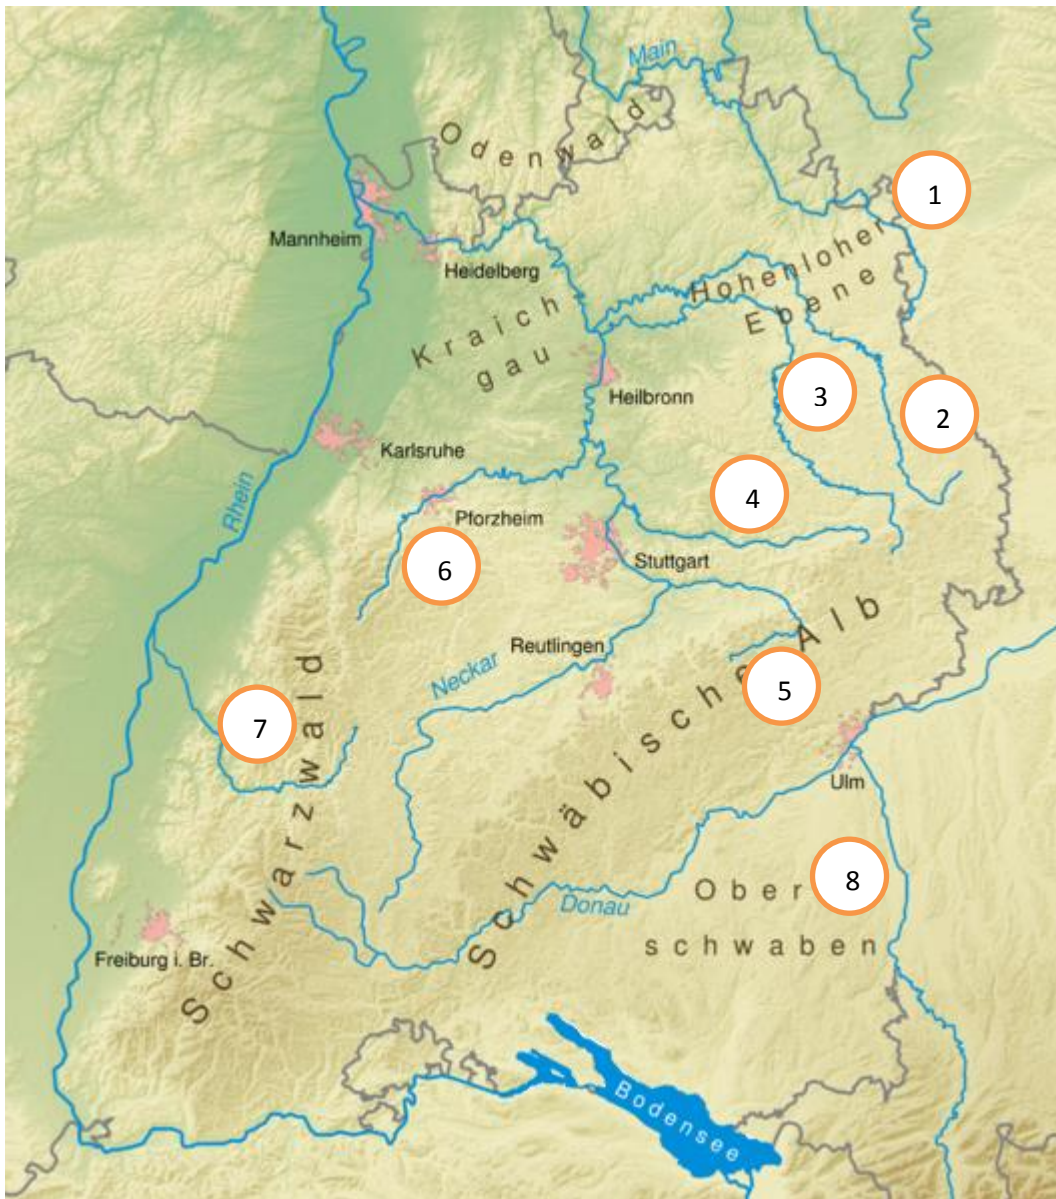 Main
Odenwald
1
Mannheim
Heidelberg
Hohenloher
Ebene
Kraich
gau
Heilbronn
3
2
Karlsruhe
Rhein
4
Pforzheim
6
Stuttgart
Reutlingen
Neckar
5
Schwäbische Alb
7
Schwarzwald
Ulm
8
Ober
schwaben
Donau
Freiburg i. Br.
Bodensee